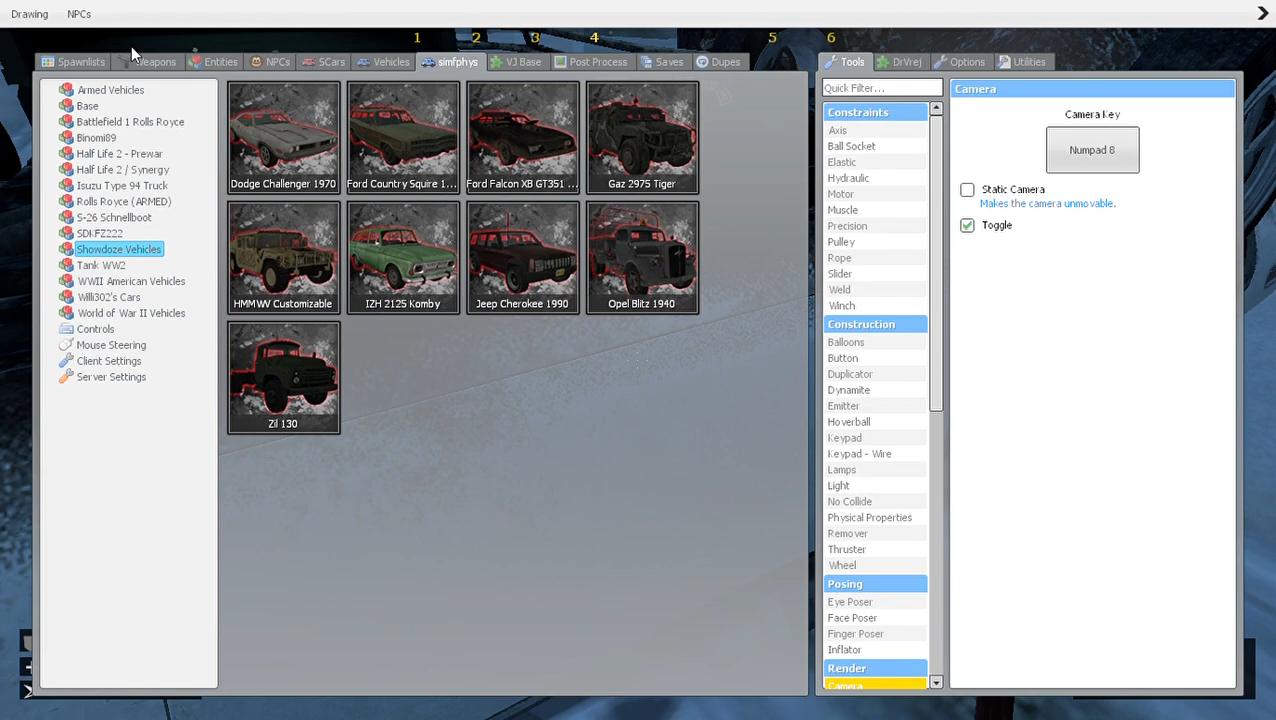 Drawing NPCs
1 2 3 4 5 6
Spawnlists Weapons Entities NPCs SCars Vehicles simfphys VJ Base Post Process Saves Dupes
Armed Vehicles
Base
Battlefield 1 Rolls Royce
Binomi89
Half Life 2 - Prewar
Half Life 2 / Synergy
Isuzu Type 94 Truck
Rolls Royce (ARMED)
S-26 Schnellboot
SDKFZ222
Showdoze Vehicles
Tank WW2
WWII American Vehicles
Willi302's Cars
World of War II Vehicles
Controls
Mouse Steering
Client Settings
Server Settings
Dodge Challenger 1970 Ford Country Squire 1... Ford Falcon XB GT351 ... Gaz 2975 Tiger
HMMWV Customizable IZH 2125 Komby Jeep Cherokee 1990 Opel Blitz 1940
Zil 130
Tools DrVrej Options Utilities
Quick Filter...
Constraints
Axis
Ball Socket
Elastic
Hydraulic
Motor
Muscle
Precision
Pulley
Rope
Slider
Weld
Winch
Construction
Balloons
Button
Duplicator
Dynamite
Emitter
Hoverball
Keypad
Keypad - Wire
Lamps
Light
No Collide
Physical Properties
Remover
Thruster
Wheel
Posing
Eye Poser
Face Poser
Finger Poser
Inflator
Render
Camera
Camera
Camera Key
Numpad 8
Static Camera
Makes the camera unmovable.
Toggle